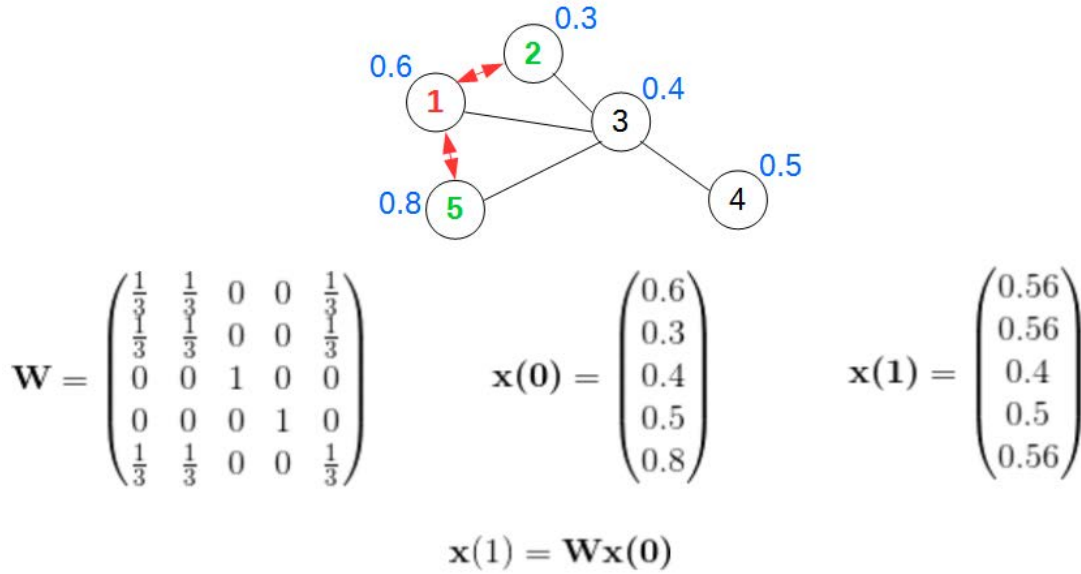 0.3
2
0.6
0.4
1
3
0.5
0.8
5
4
W = ( 1/3 1/3 0 0 1/3
1/3 1/3 0 0 1/3
0 0 1 0 0
0 0 0 1 0
1/3 1/3 0 0 1/3 )
x(0) = ( 0.6
0.3
0.4
0.5
0.8 )
x(1) = ( 0.56
0.56
0.4
0.5
0.56 )
x(1) = Wx(0)